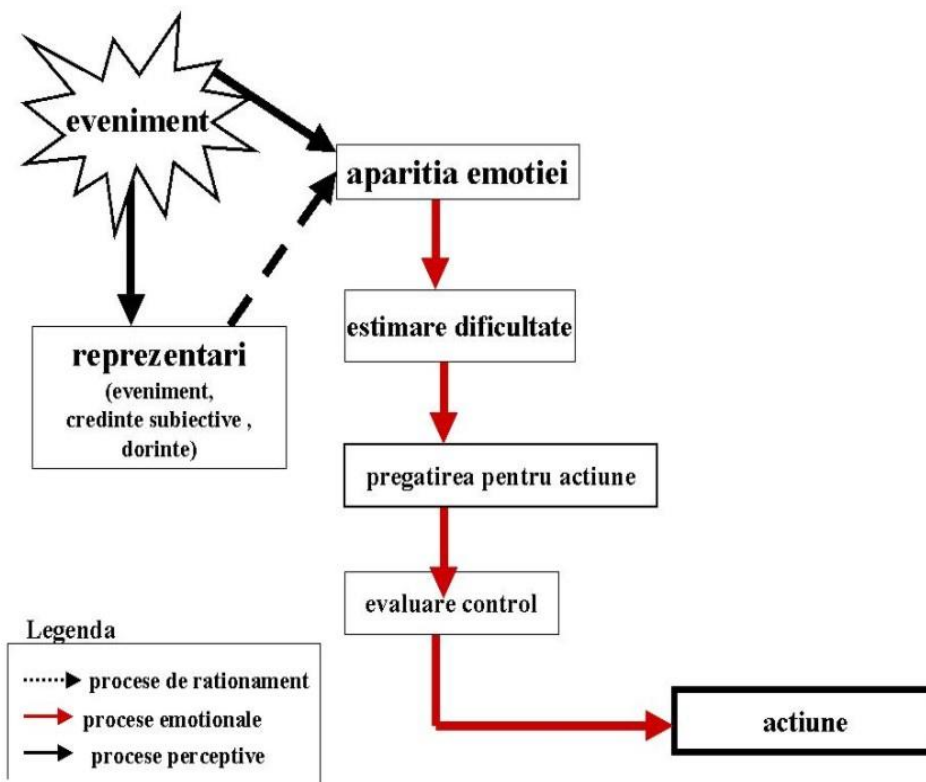 eveniment
aparitia emotiei
estimare dificultate
reprezentari
(eveniment,
credinte subiective ,
dorinte)
pregatirea pentru actiune
evaluare control
Legenda
procese de rationament
procese emotionale
procese perceptive
actiune